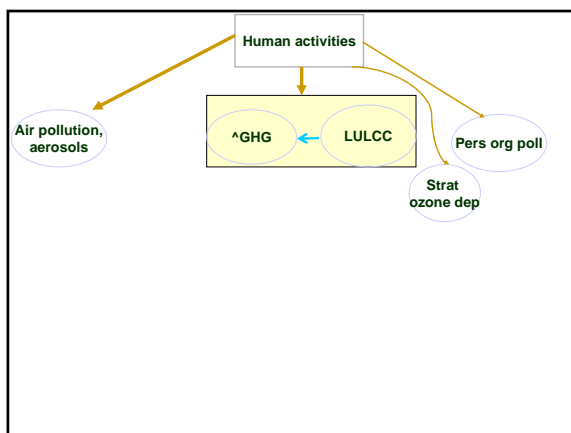 Human activities
Air pollution,
aerosols
^GHG
LULCC
Pers org poll
Strat
ozone dep